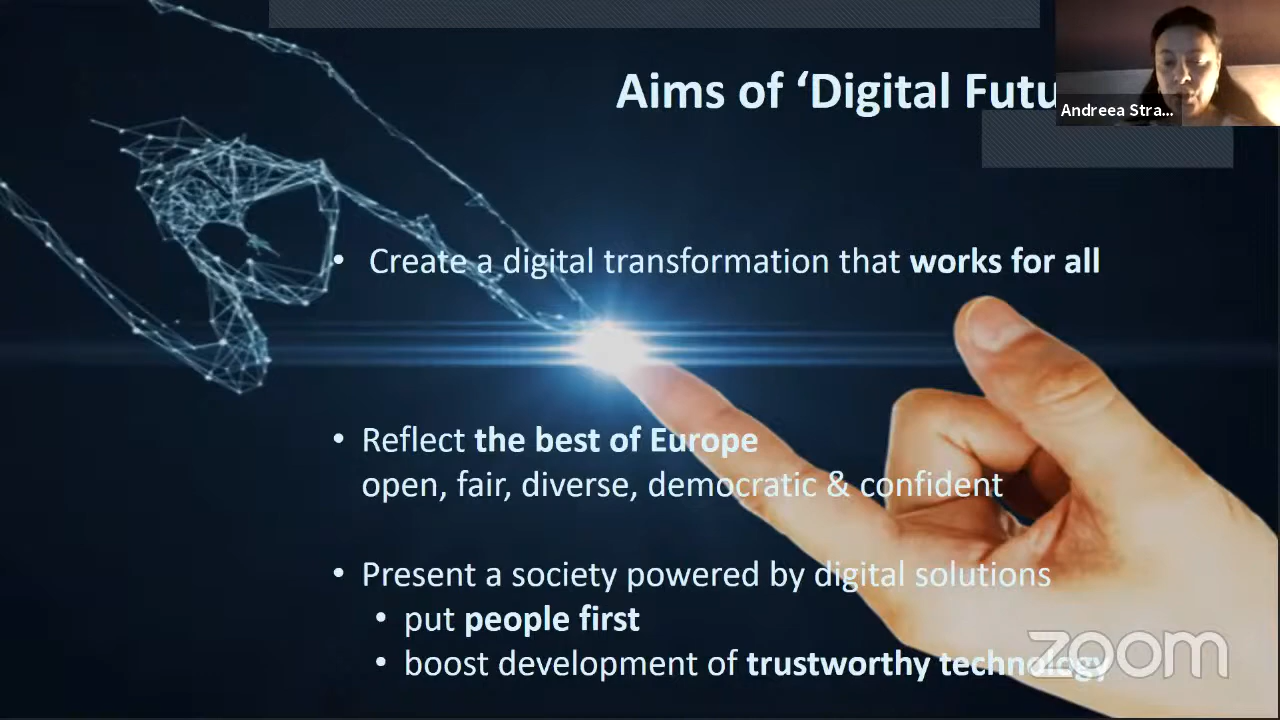 Aims of ‘Digital Futu
Andreea Stra...
• Create a digital transformation that works for all
• Reflect the best of Europe
open, fair, diverse, democratic & confident
• Present a society powered by digital solutions
• put people first
• boost development of trustworthy technology
zoom